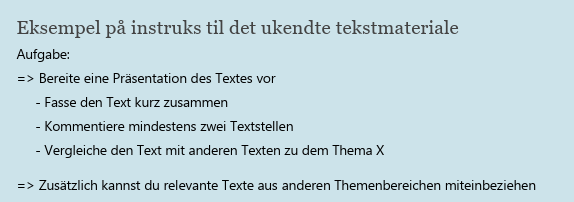 Eksempel på instruks til det ukendte tekstmateriale
Aufgabe:
=> Bereite eine Präsentation des Textes vor
- Fasse den Text kurz zusammen
- Kommentiere mindestens zwei Textstellen
- Vergleiche den Text mit anderen Texten zu dem Thema X
=> Zusätzlich kannst du relevante Texte aus anderen Themenbereichen miteinbeziehen